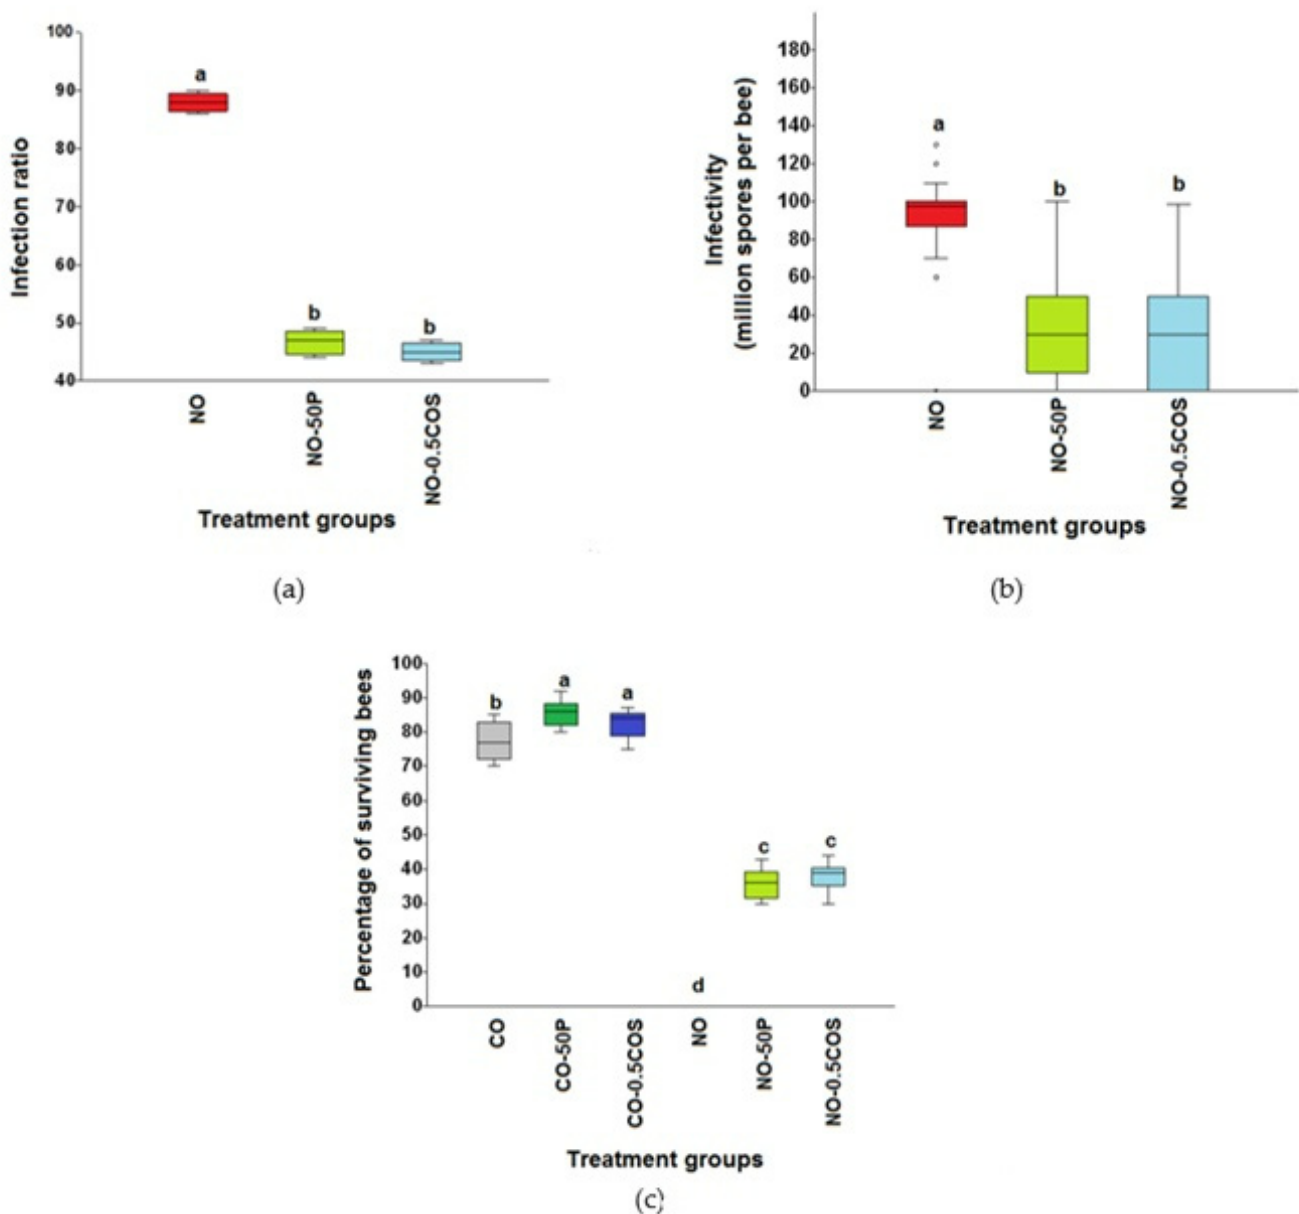 100
90
80
70
60
50
40
Infection ratio
a
b
b
NO
NO-50P
NO-0.5COS
Treatment groups
(a)
180
160
140
120
100
80
60
40
20
0
Infectivity
(million spores per bee)
a
b
b
NO
NO-50P
NO-0.5COS
Treatment groups
(b)
100
90
80
70
60
50
40
30
20
10
0
Percentage of surviving bees
b
a
a
d
c
c
CO
CO-50P
CO-0.5COS
NO
NO-50P
NO-0.5COS
Treatment groups
(c)